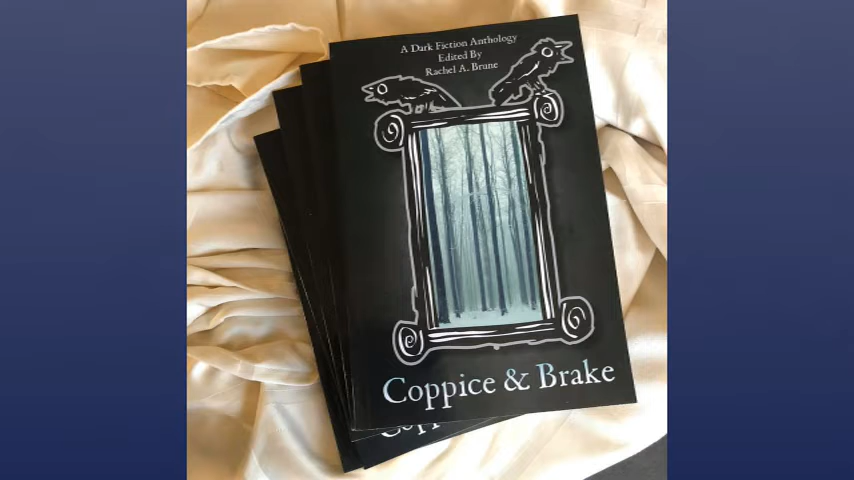 A Dark Fiction Anthology
Edited By
Rachel A. Brune
Coppice & Brake